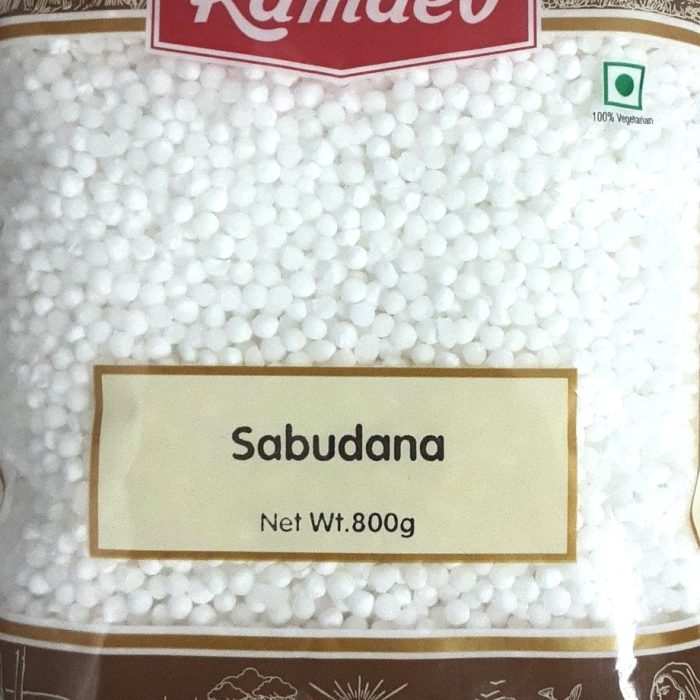 Ramdev
100% Vegetarian
Sabudana
Net Wt.800g